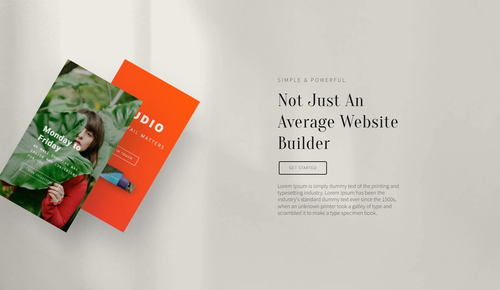 SIMPLE & POWERFUL.
Not Just An
Average Website
Builder
GET STARTED
Lorem Ipsum is simply dummy text of the printing and
typesetting industry. Lorem Ipsum has been the
industry's standard dummy text ever since the 1500s,
when an unknown printer took a galley of type and
scrambled it to make a type specimen book.
Monday to
Friday
UDIO
AIL MATTERS